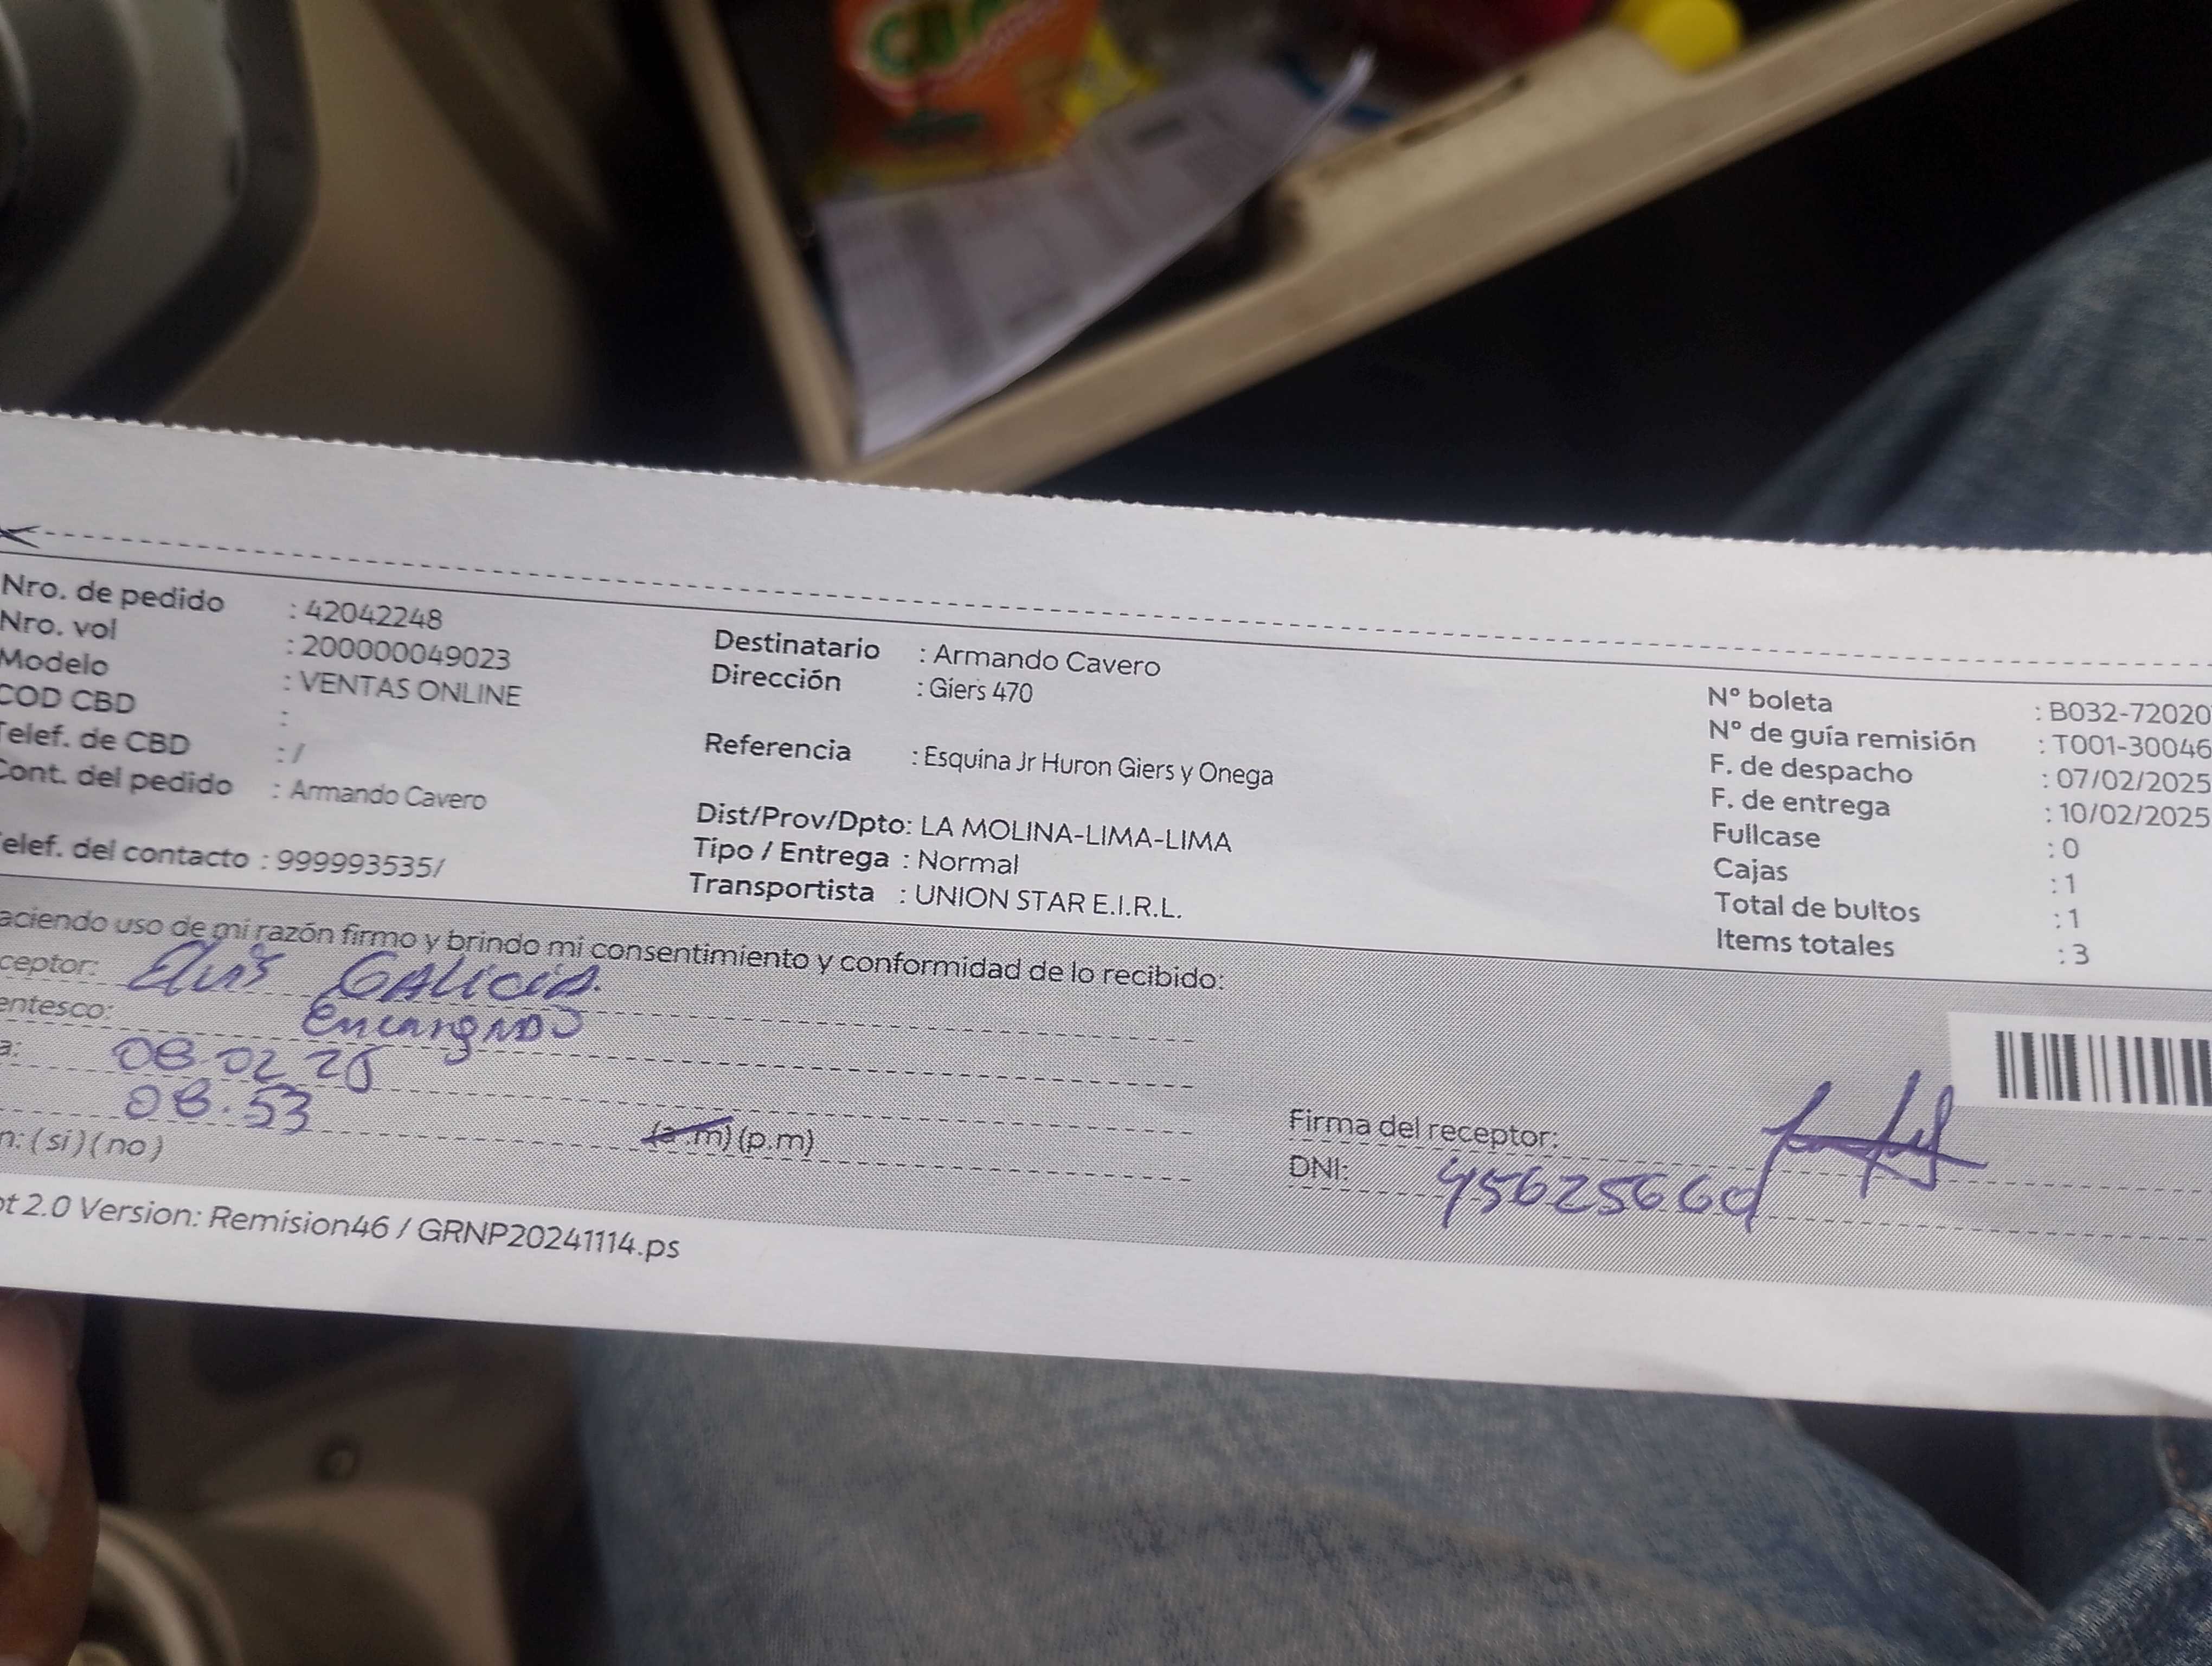 CBC
Nro. de pedido : 42042248
Nro. vol : 200000049023
Modelo : VENTAS ONLINE
COD CBD :
Telef. de CBD : /
Cont. del pedido : Armando Cavero
elef. del contacto : 999993535/
Destinatario : Armando Cavero
Dirección : Giers 470
Referencia : Esquina Jr Huron Giers y Onega
Dist/Prov/Dpto: LA MOLINA-LIMA-LIMA
Tipo / Entrega : Normal
Transportista : UNION STAR E.I.R.L.
N° boleta : B032-72020
N° de guía remisión : T001-30046
F. de despacho : 07/02/2025
F. de entrega : 10/02/2025
Fullcase : 0
Cajas : 1
Total de bultos : 1
Items totales : 3
aciendo uso de mi razón firmo y brindo mi consentimiento y conformidad de lo recibido:
ceptor: GALICIA.
entesco: encargado
a: 08.02 25
08.53 (a.m) (p.m)
n: (si) (no)
Firma del receptor:
DNI:
ot 2.0 Version: Remision46 / GRNP20241114.ps